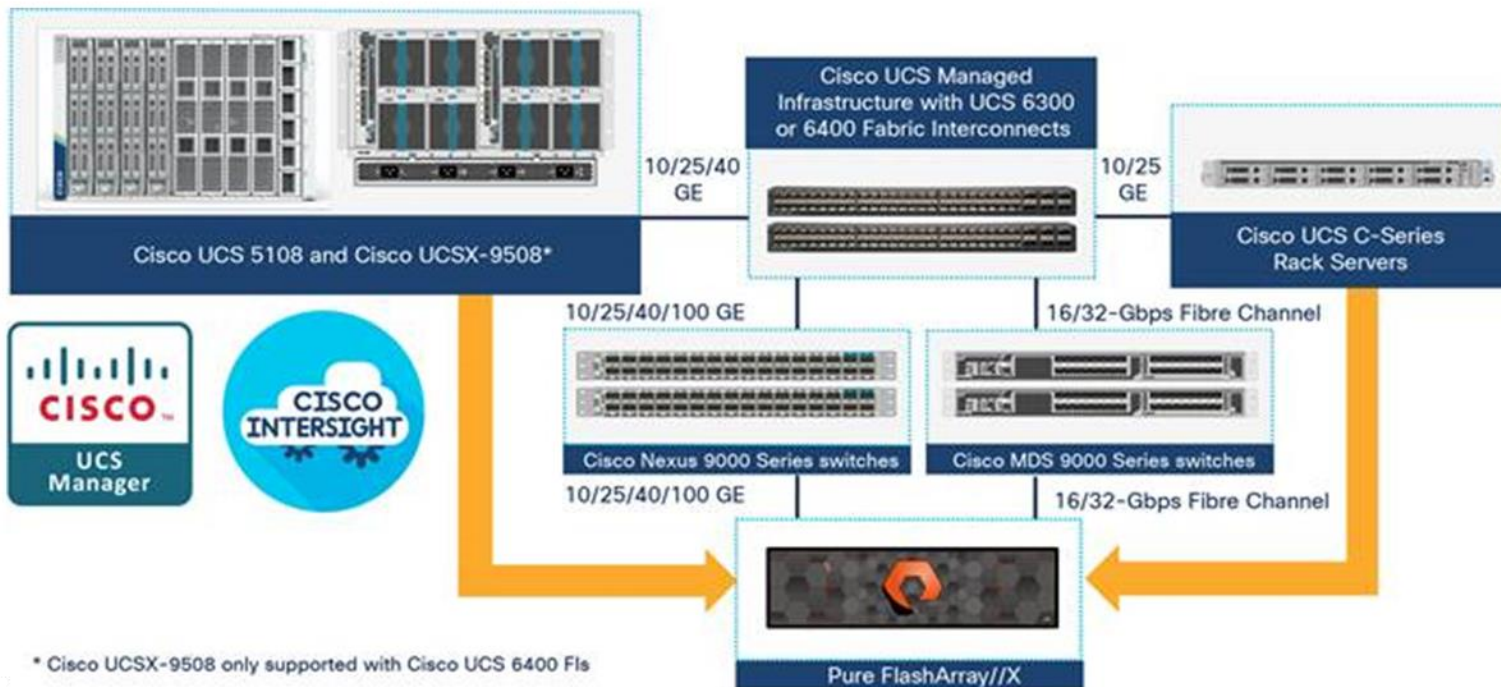 Cisco UCS Managed
Infrastructure with UCS 6300
or 6400 Fabric Interconnects
10/25/40
GE
10/25
GE
Cisco UCS 5108 and Cisco UCSX-9508*
Cisco UCS C-Series
Rack Servers
10/25/40/100 GE
16/32-Gbps Fibre Channel
CISCO
UCS
Manager
CISCO
INTERSIGHT
Cisco Nexus 9000 Series switches
Cisco MDS 9000 Series switches
10/25/40/100 GE
16/32-Gbps Fibre Channel
* Cisco UCSX-9508 only supported with Cisco UCS 6400 FIs
Pure FlashArray//X